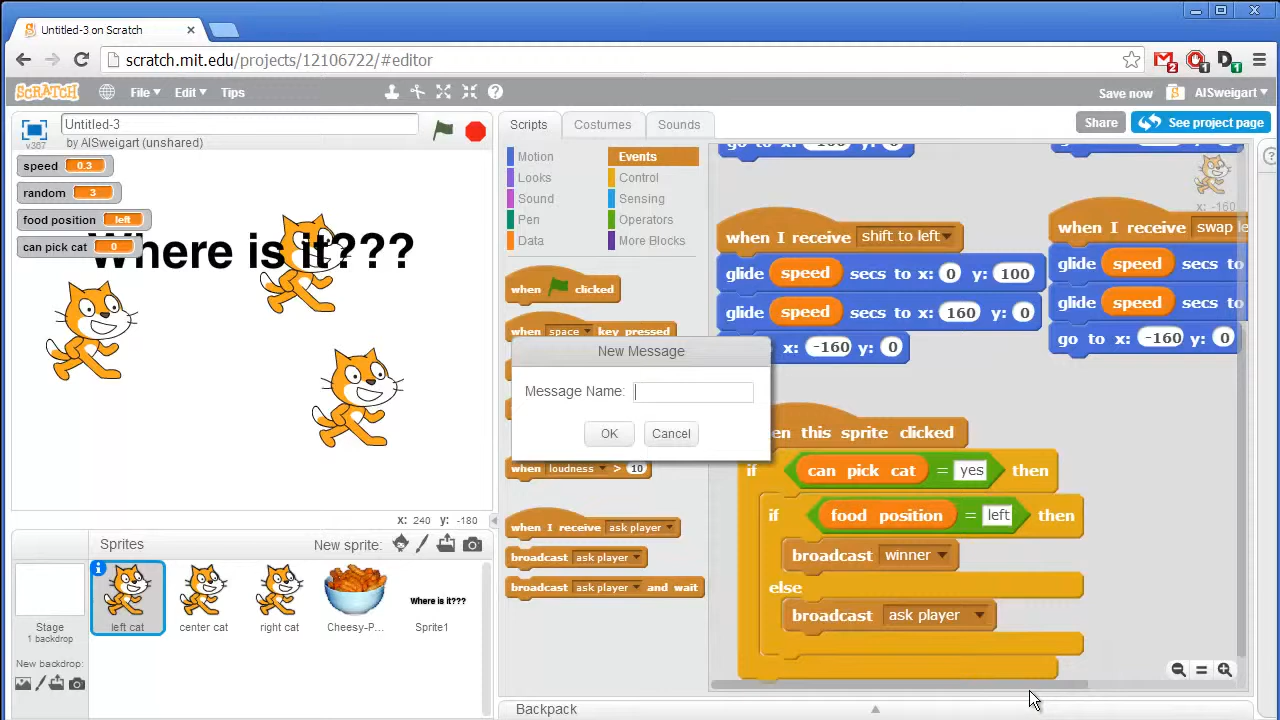 Untitled-3 on Scratch
scratch.mit.edu/projects/12106722/#editor
2 1 1
SCRATCH File Edit Tips Save now AlSweigart
Untitled-3
by AlSweigart (unshared)
v387
Scripts Costumes Sounds
Share See project page
speed 0.3
random 3
food position left
can pick cat 0
Where is it???
Motion Events
Looks Control
Sound Sensing
Pen Operators
Data More Blocks
when clicked
when space key pressed
when loudness > 10
when I receive ask player
broadcast ask player
broadcast ask player and wait
x: -160
when I receive shift to left
glide speed secs to x: 0 y: 100
glide speed secs to x: 160 y: 0
x: -160 y: 0
when I receive swap le
glide speed secs to
glide speed secs to
go to x: -160 y: 0
New Message
Message Name:
OK Cancel
this sprite clicked
if can pick cat = yes then
if food position = left then
broadcast winner
else
broadcast ask player
x: 240 y: -180
Sprites New sprite:
Stage
1 backdrop
New backdrop:
left cat
center cat
right cat
Cheesy-P...
Where is it???
Sprite1
Backpack